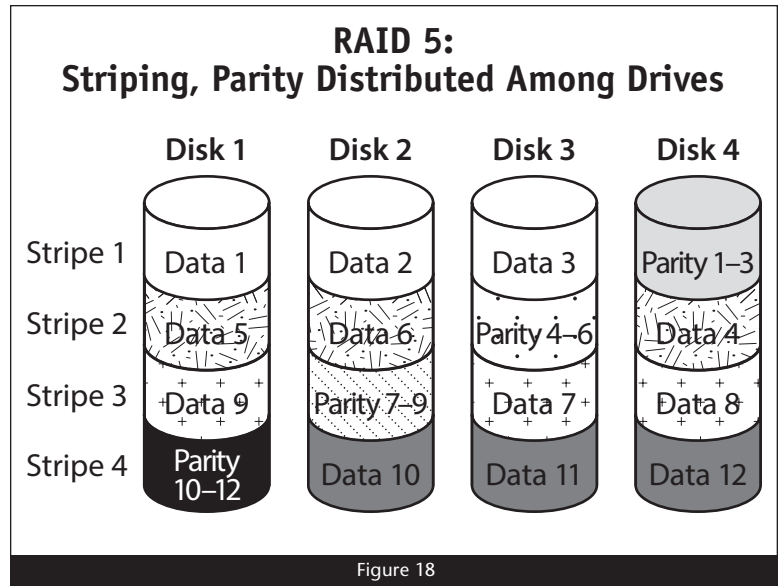 RAID 5:
Striping, Parity Distributed Among Drives
Disk 1 Disk 2 Disk 3 Disk 4
Stripe 1 Data 1 Data 2 Data 3 Parity 1–3
Stripe 2 Data 5 Data 6 Parity 4–6 Data 4
Stripe 3 Data 9 Parity 7–9 Data 7 Data 8
Stripe 4 Parity 10–12 Data 10 Data 11 Data 12
Figure 18